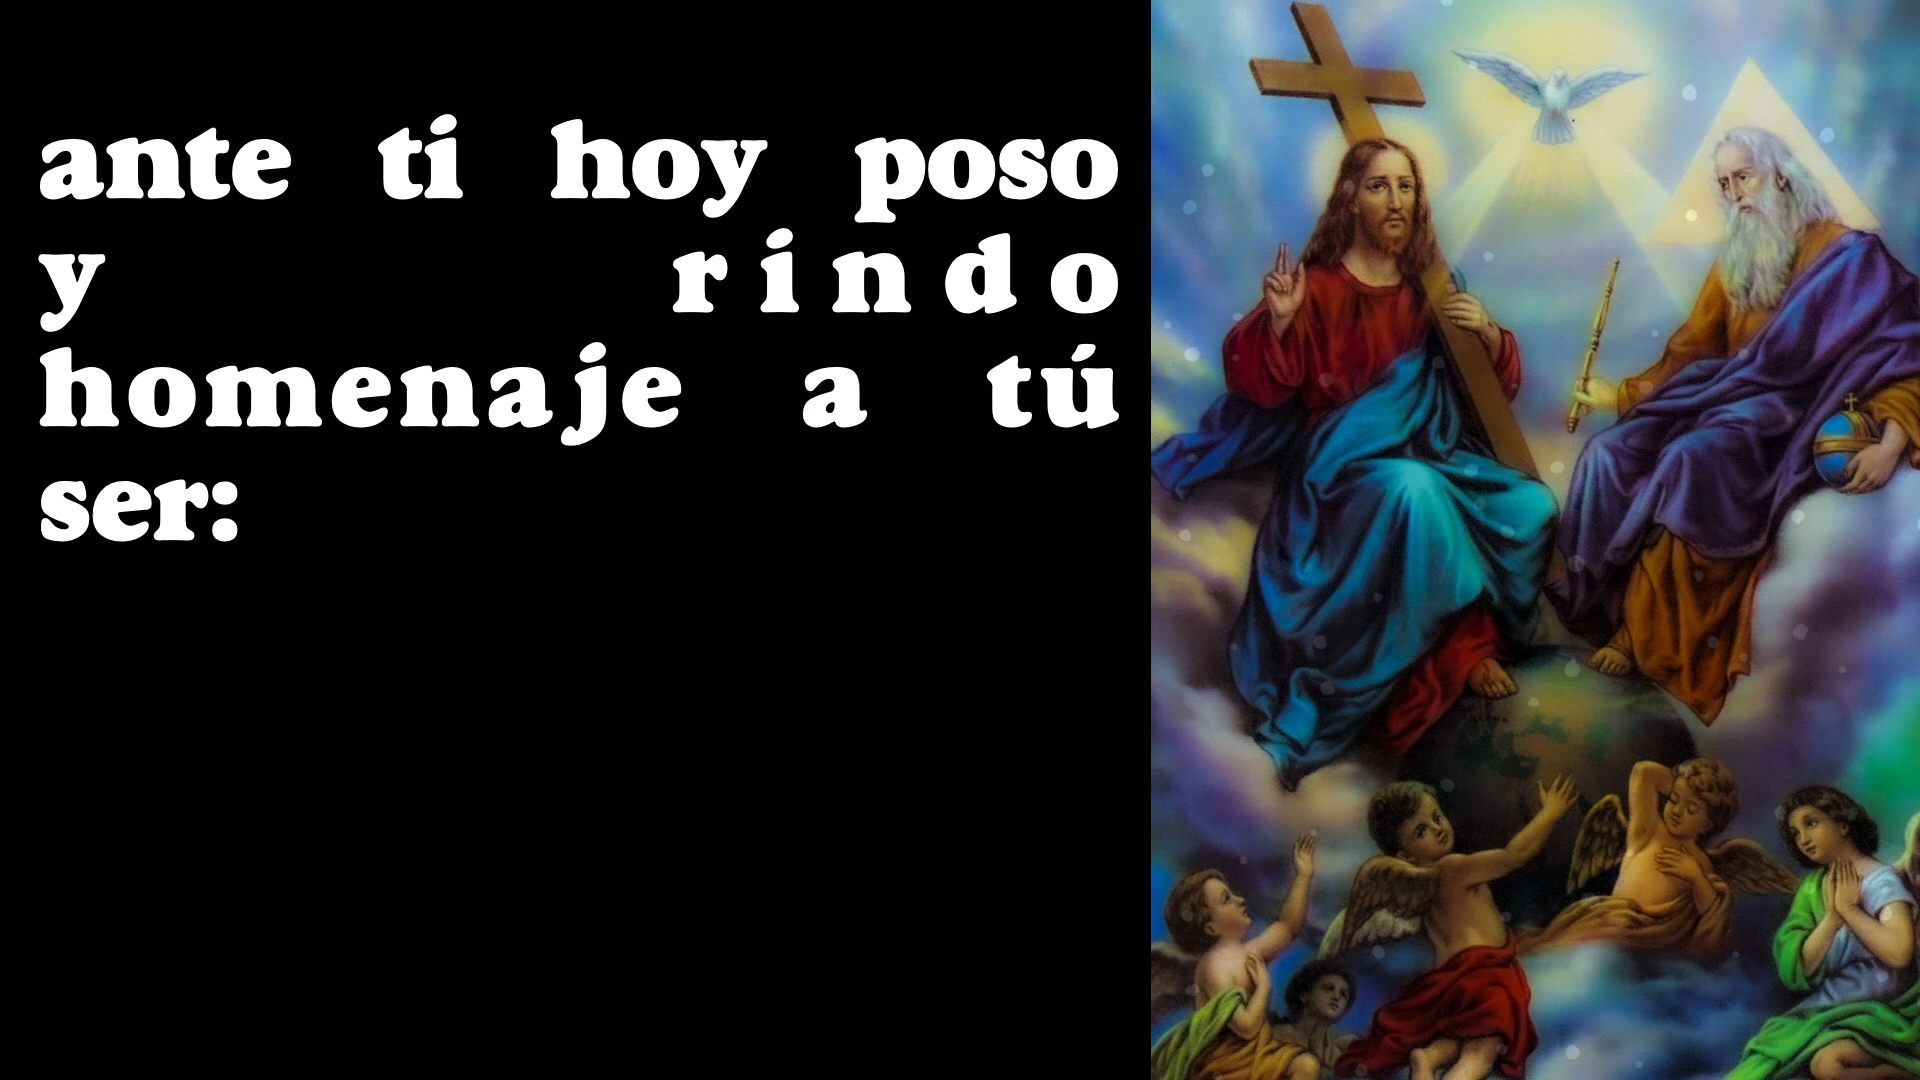 ante ti hoy poso
y rindo
homenaje a tú
ser: